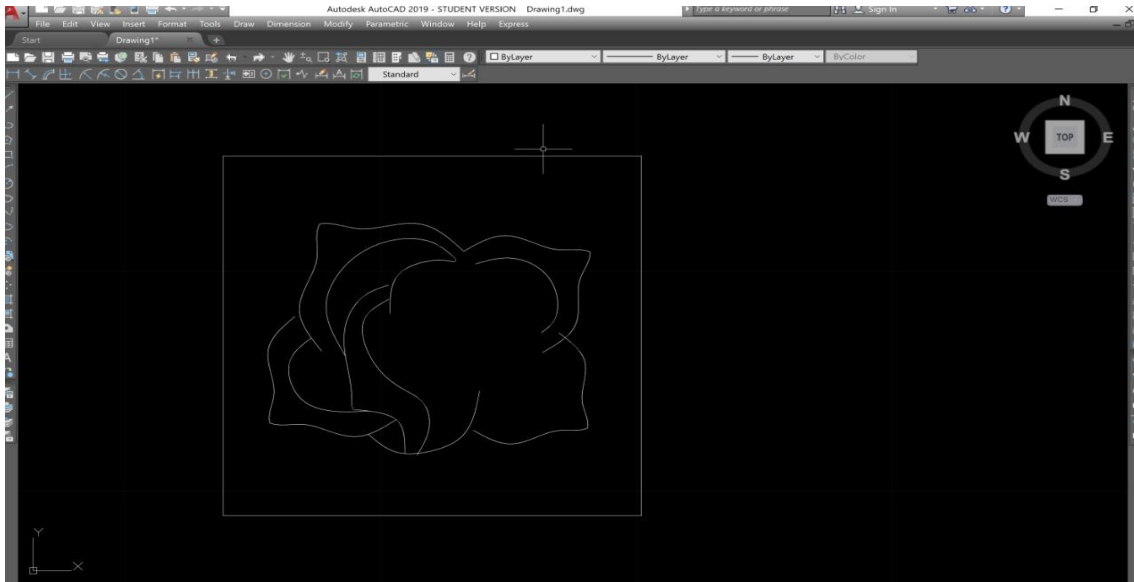 Autodesk AutoCAD 2019 - STUDENT VERSION Drawing1.dwg
Type a keyword or phrase
Sign In
File Edit View Insert Format Tools Draw Dimension Modify Parametric Window Help Express
Start Drawing1*
ByLayer ByLayer ByLayer ByColor
Standard
N
W TOP E
S
WCS
Y
X